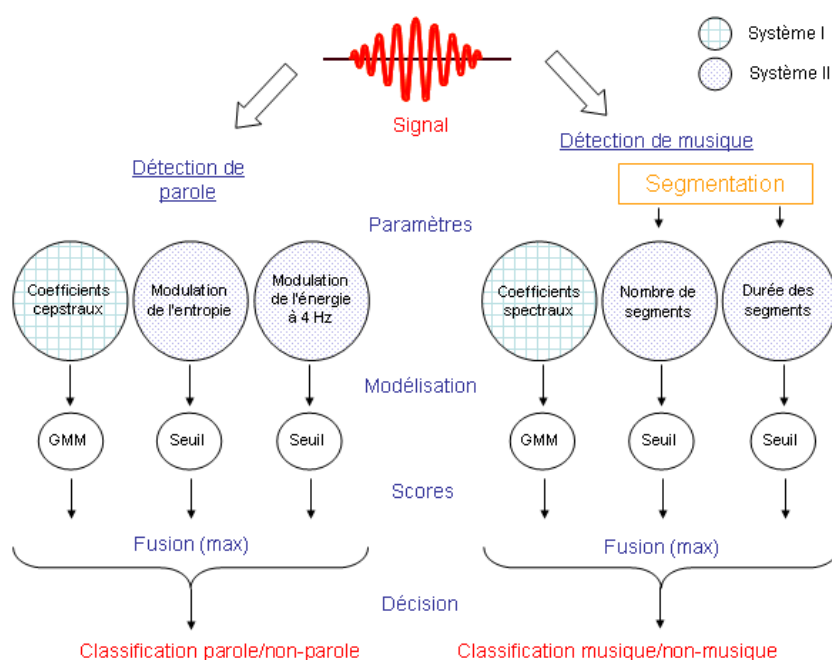 Système I
Système II
Signal
Détection de
parole
Détection de musique
Segmentation
Paramètres
Coefficients
cepstraux
Modulation
de l'entropie
Modulation
de l'énergie
à 4 Hz
Coefficients
spectraux
Nombre de
segments
Durée des
segments
Modélisation
GMM
Seuil
Seuil
GMM
Seuil
Seuil
Scores
Fusion (max)
Fusion (max)
Décision
Classification parole/non-parole
Classification musique/non-musique